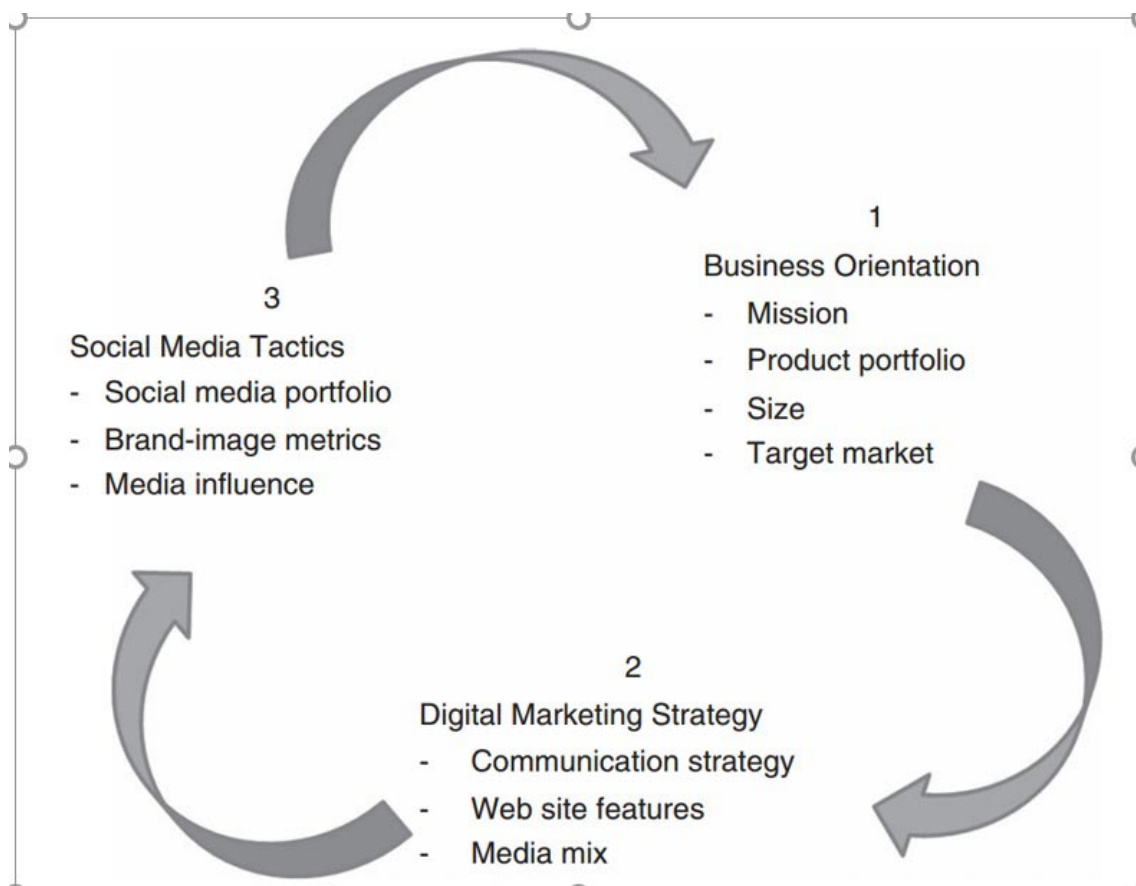 1
Business Orientation
- Mission
- Product portfolio
- Size
- Target market
2
Digital Marketing Strategy
- Communication strategy
- Web site features
- Media mix
3
Social Media Tactics
- Social media portfolio
- Brand-image metrics
- Media influence